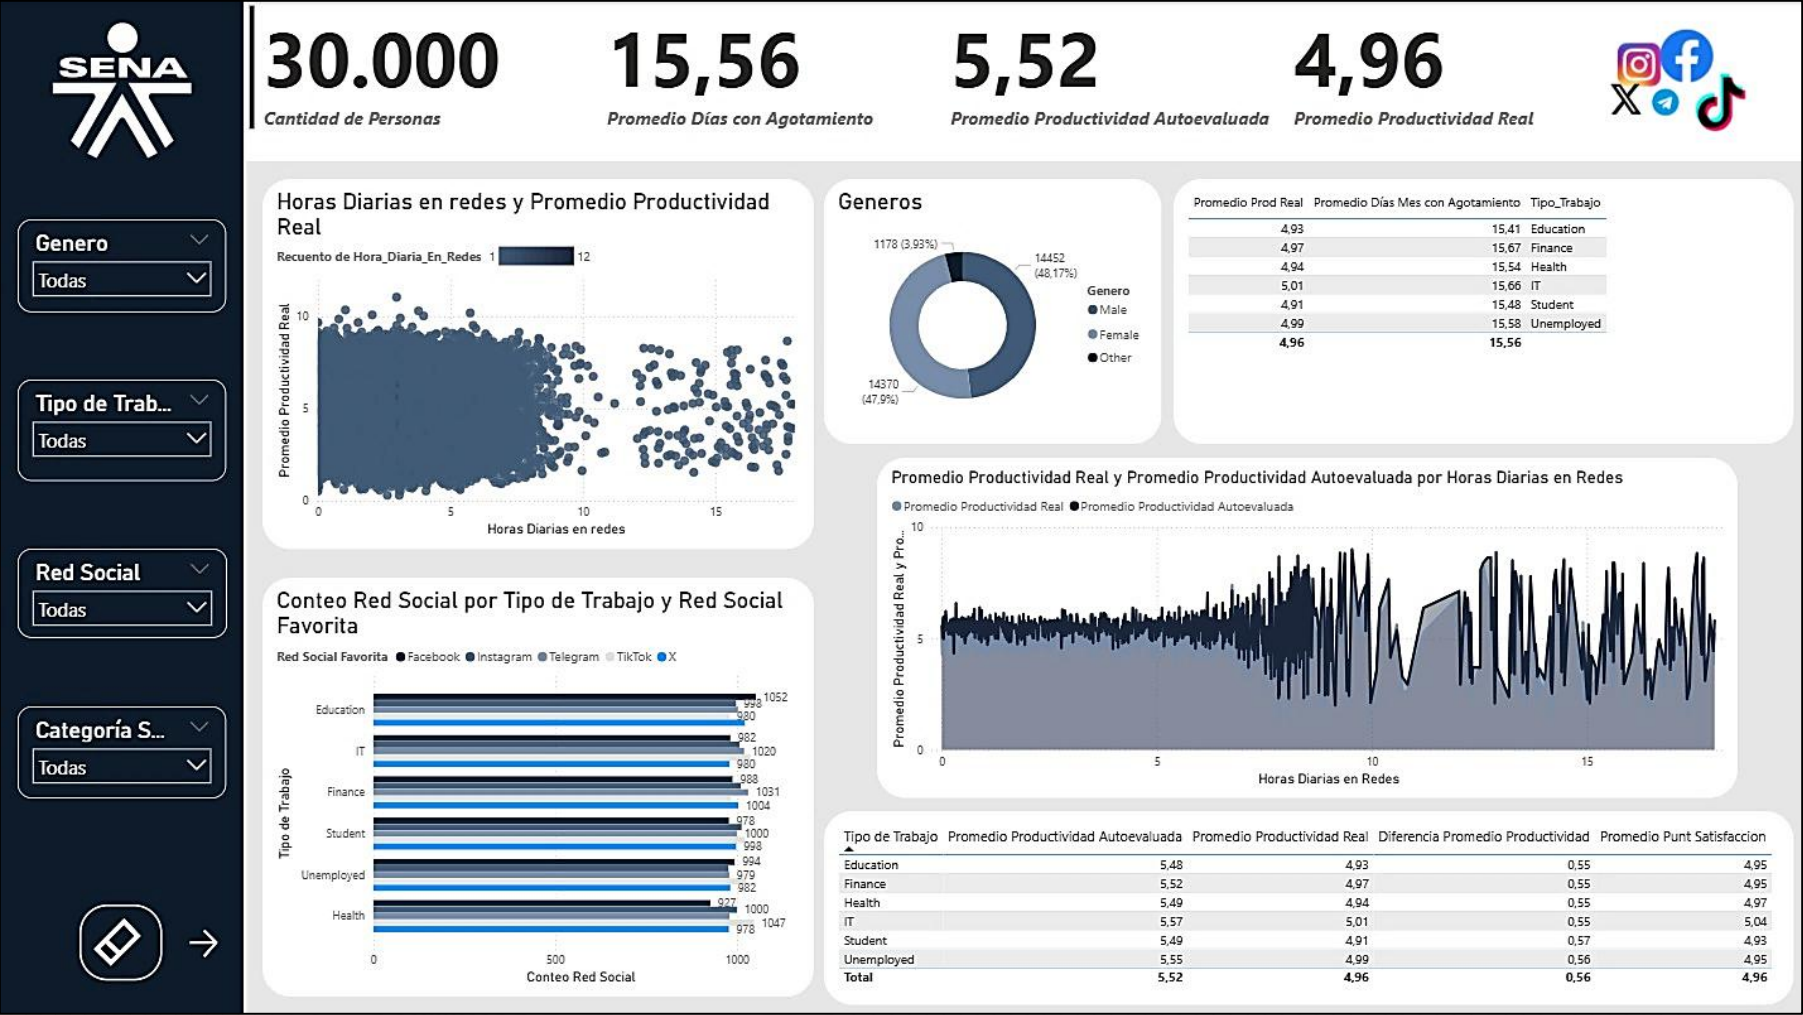 SENA
30.000
Cantidad de Personas
15,56
Promedio Días con Agotamiento
5,52
Promedio Productividad Autoevaluada
4,96
Promedio Productividad Real
Genero
Todas
Tipo de Trab...
Todas
Red Social
Todas
Categoría S...
Todas
Horas Diarias en redes y Promedio Productividad
Real
Recuento de Hora_Diaria_En_Redes 1 12
Promedio Productividad Real
10
5
0
0 5 10 15
Horas Diarias en redes
Generos
1178 (3,93%)
14452
(48,17%)
14370
(47,9%)
Genero
Male
Female
Other
Promedio Prod Real Promedio Días Mes con Agotamiento Tipo_Trabajo
4,93 15,41 Education
4,97 15,67 Finance
4,94 15,54 Health
5,01 15,66 IT
4,91 15,48 Student
4,99 15,58 Unemployed
4,96 15,56
Promedio Productividad Real y Promedio Productividad Autoevaluada por Horas Diarias en Redes
Promedio Productividad Real Promedio Productividad Autoevaluada
Promedio Productividad Real y Pro...
10
5
0
0 5 10 15
Horas Diarias en Redes
Conteo Red Social por Tipo de Trabajo y Red Social
Favorita
Red Social Favorita Facebook Instagram Telegram TikTok X
Tipo de Trabajo
Education 1052 998 980
IT 982 1020 980
Finance 988 1031 1004
Student 978 1000 998
Unemployed 994 979 982
Health 927 1000 1047 978
0 500 1000
Conteo Red Social
Tipo de Trabajo Promedio Productividad Autoevaluada Promedio Productividad Real Diferencia Promedio Productividad Promedio Punt Satisfaccion
Education 5,48 4,93 0,55 4,95
Finance 5,52 4,97 0,55 4,95
Health 5,49 4,94 0,55 4,97
IT 5,57 5,01 0,55 5,04
Student 5,49 4,91 0,57 4,93
Unemployed 5,55 4,99 0,56 4,95
Total 5,52 4,96 0,56 4,96